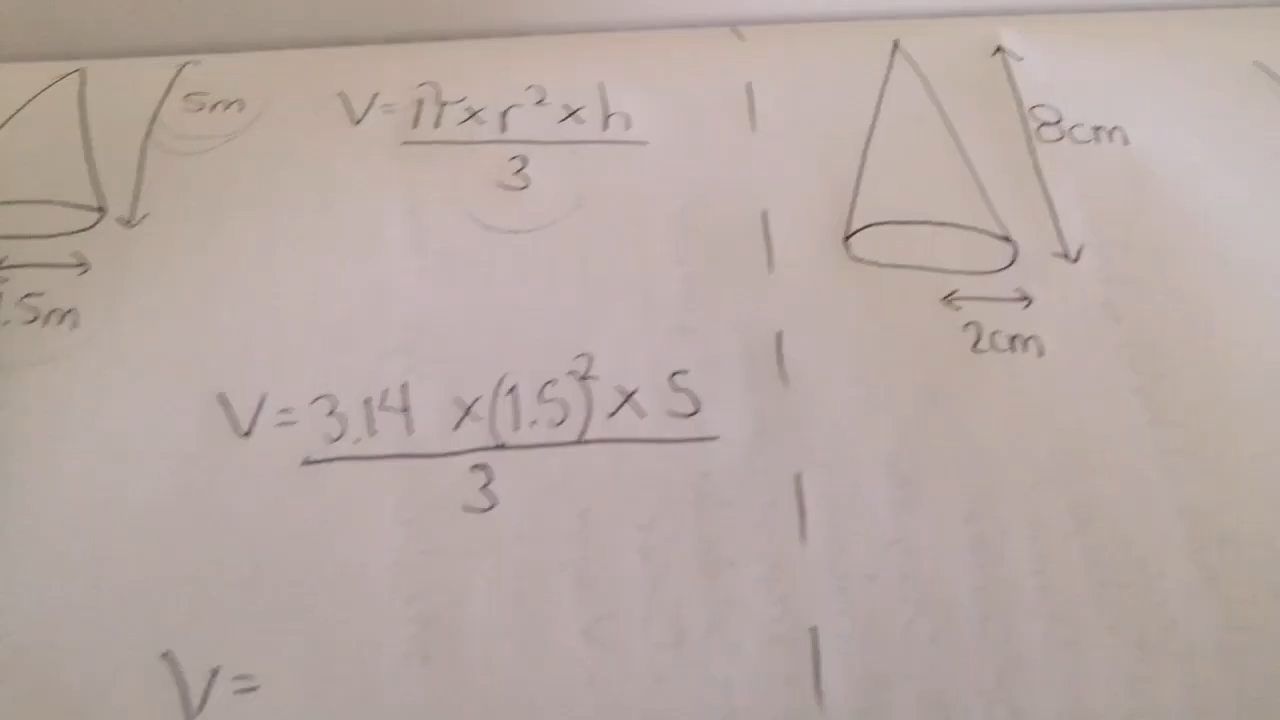 5m
.5m
V = π x r² x h
3
V = 3.14 x (1.5)² x 5
3
V =
8cm
2cm